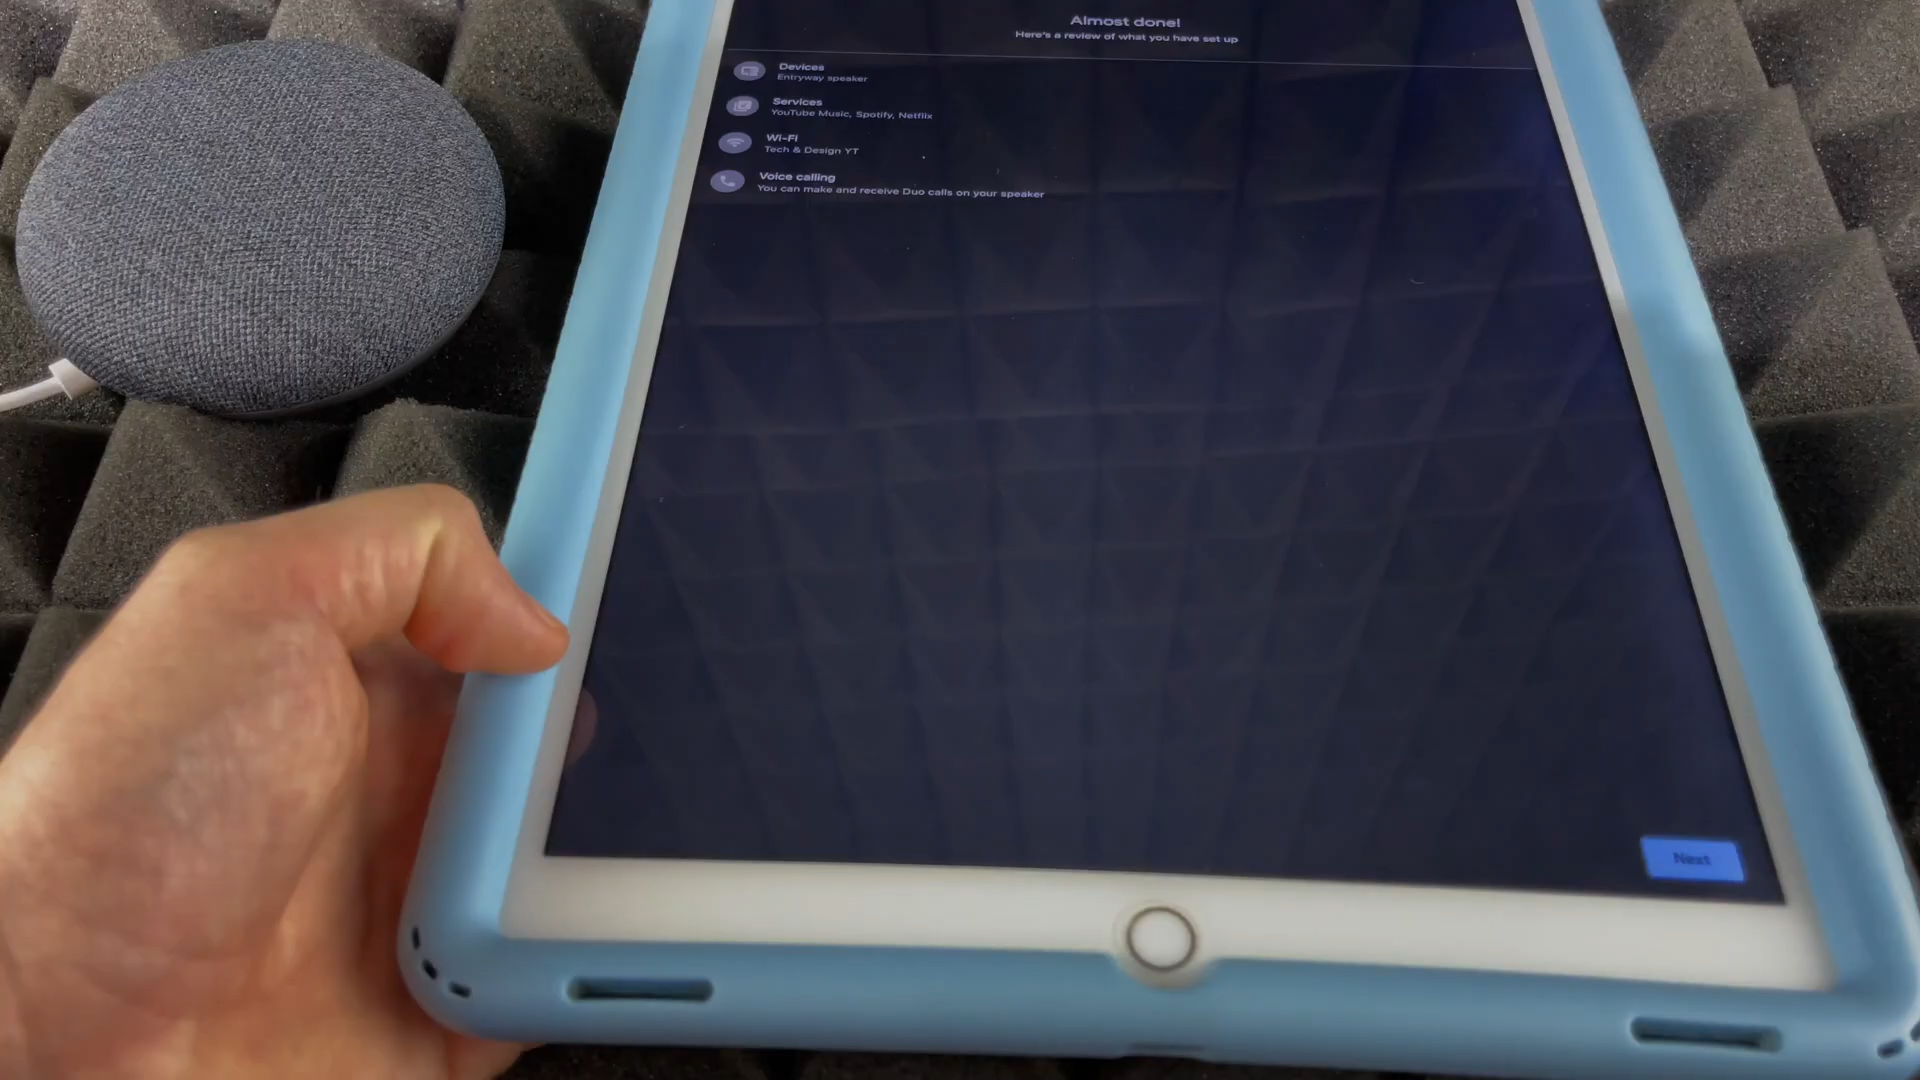 Almost done!
Here's a review of what you have set up
Devices
Entryway speaker
Services
YouTube Music, Spotify, Netflix
Wi-Fi
Tech & Design YT
Voice calling
You can make and receive Duo calls on your speaker
Next